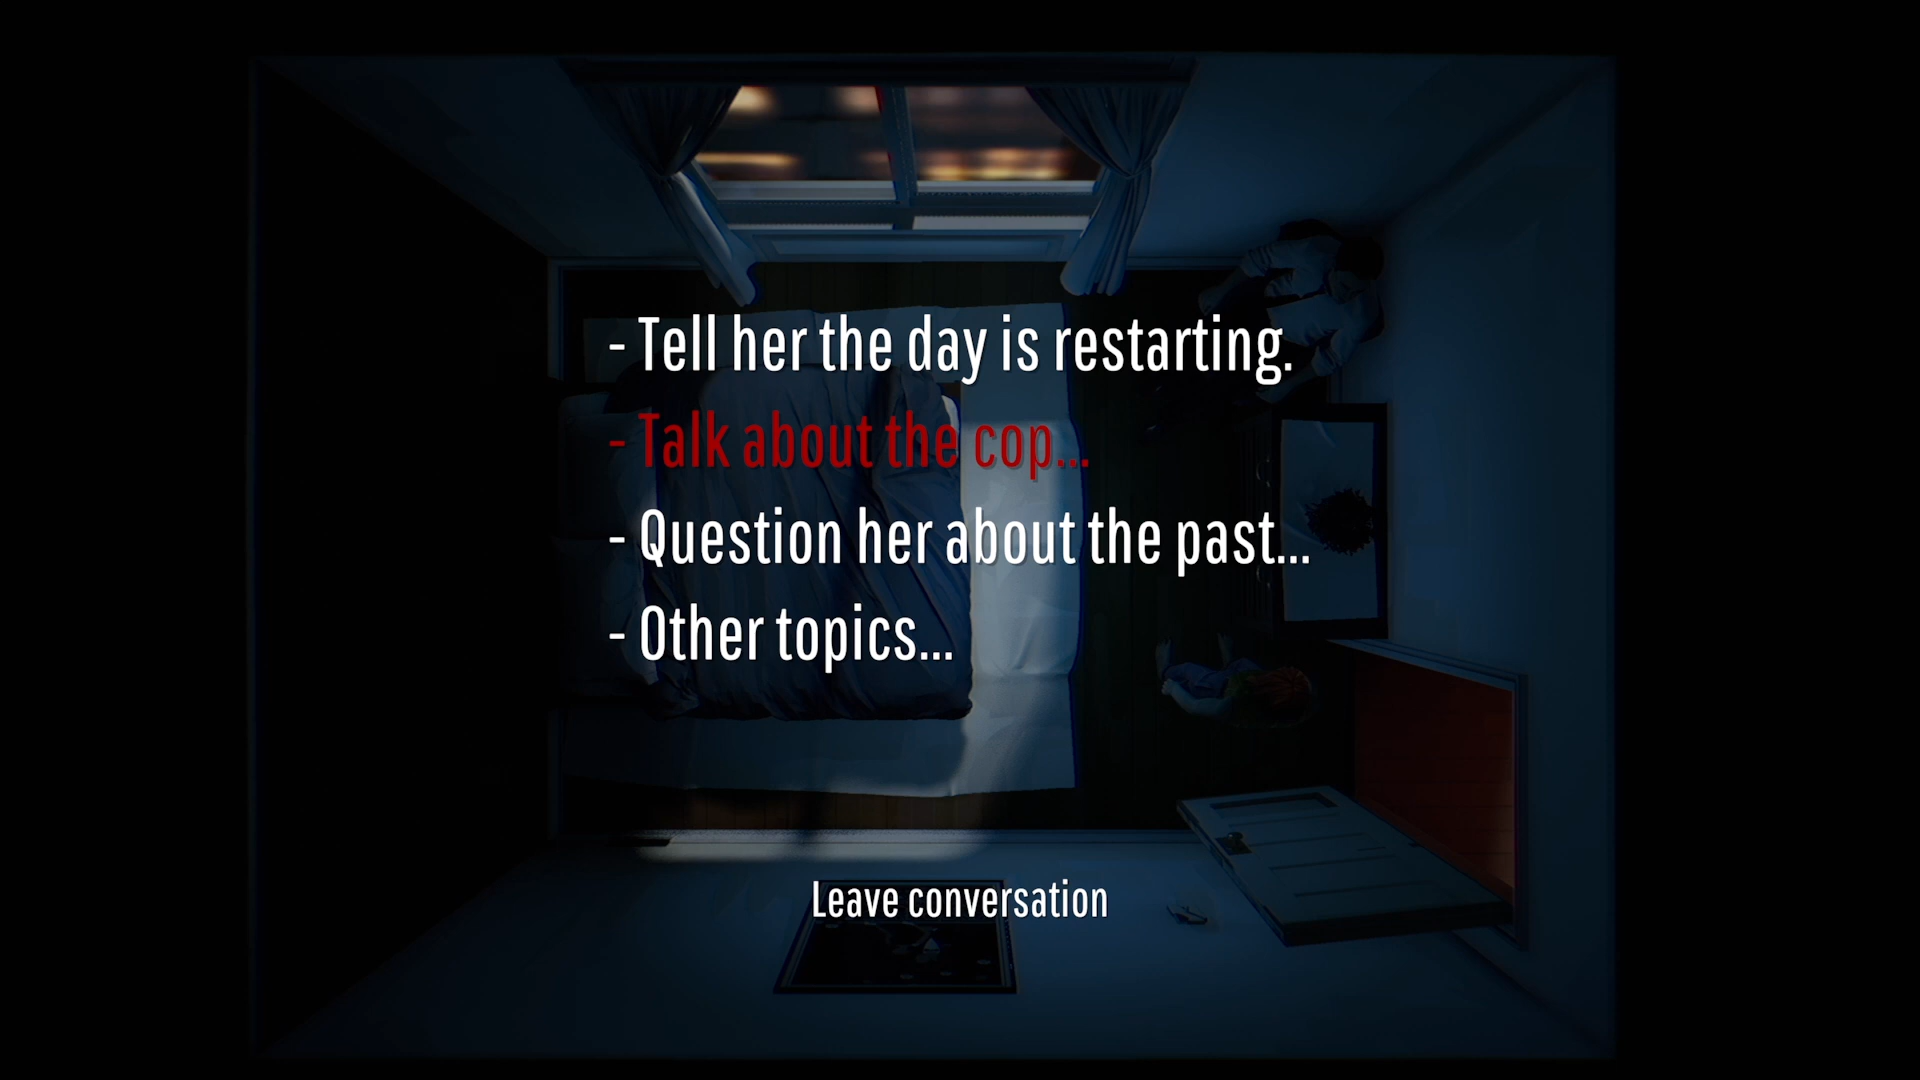 - Tell her the day is restarting.
- Talk about the cop...
- Question her about the past...
- Other topics...
Leave conversation